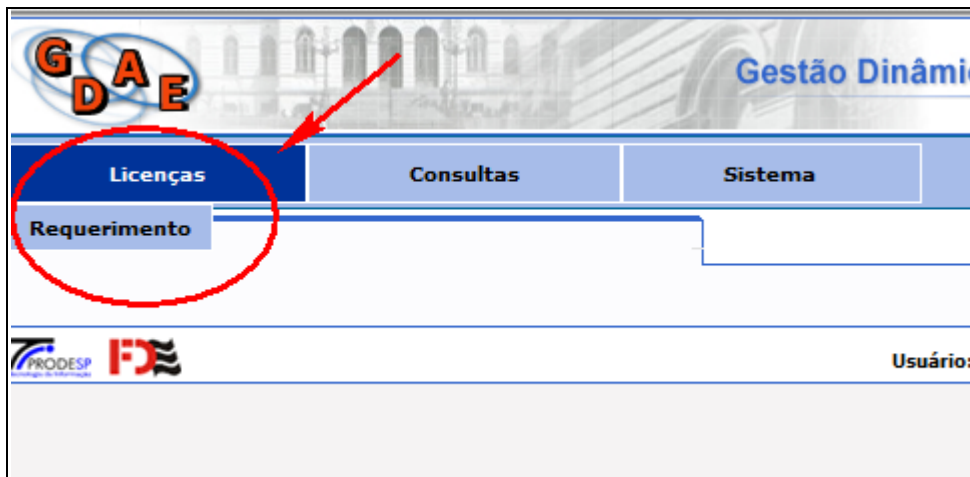 GDAE
Gestão Dinâmi
Licenças Consultas Sistema
Requerimento
PRODESP FDE
Usuário: